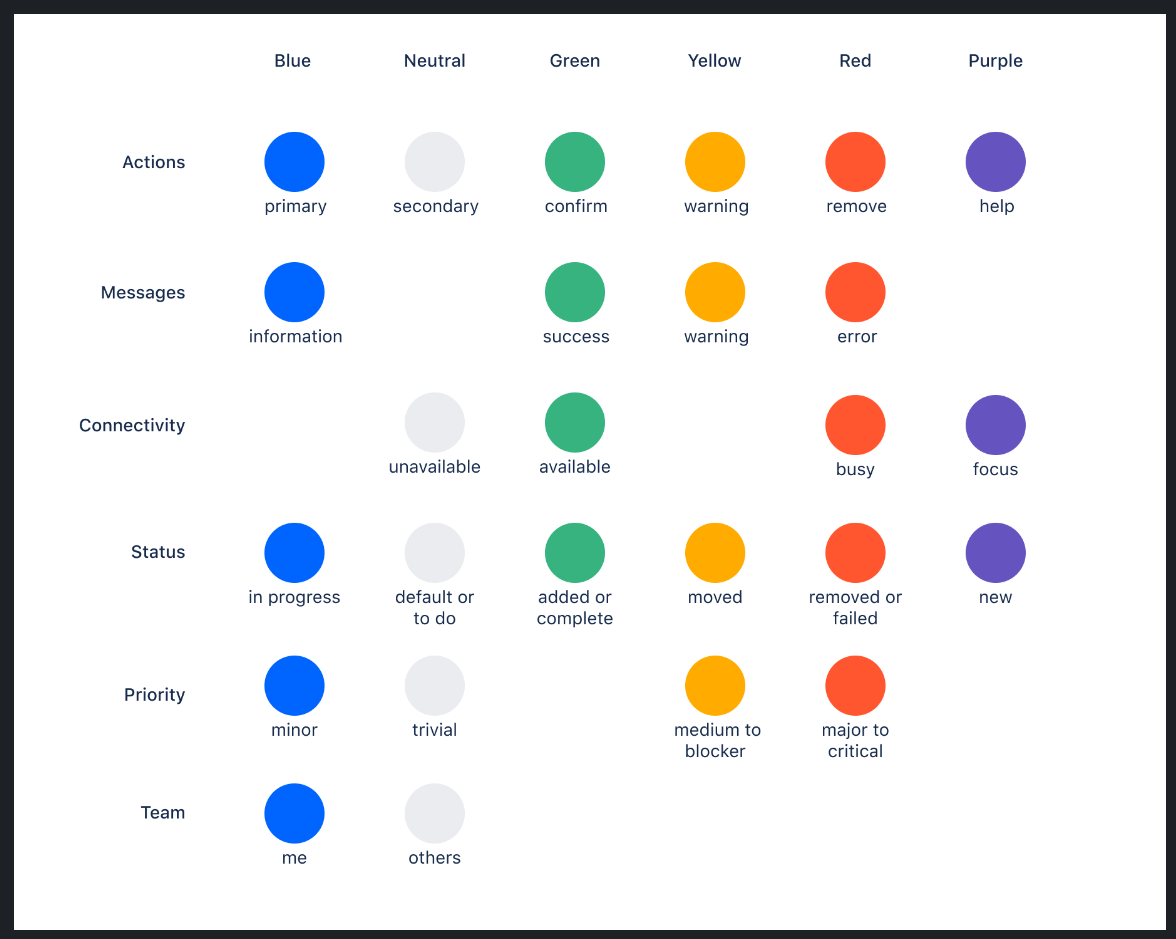 Blue Neutral Green Yellow Red Purple
Actions
primary secondary confirm warning remove help
Messages
information success warning error
Connectivity
unavailable available busy focus
Status
in progress default or added or moved removed or new
to do complete failed
Priority
minor trivial medium to major to
blocker critical
Team
me others